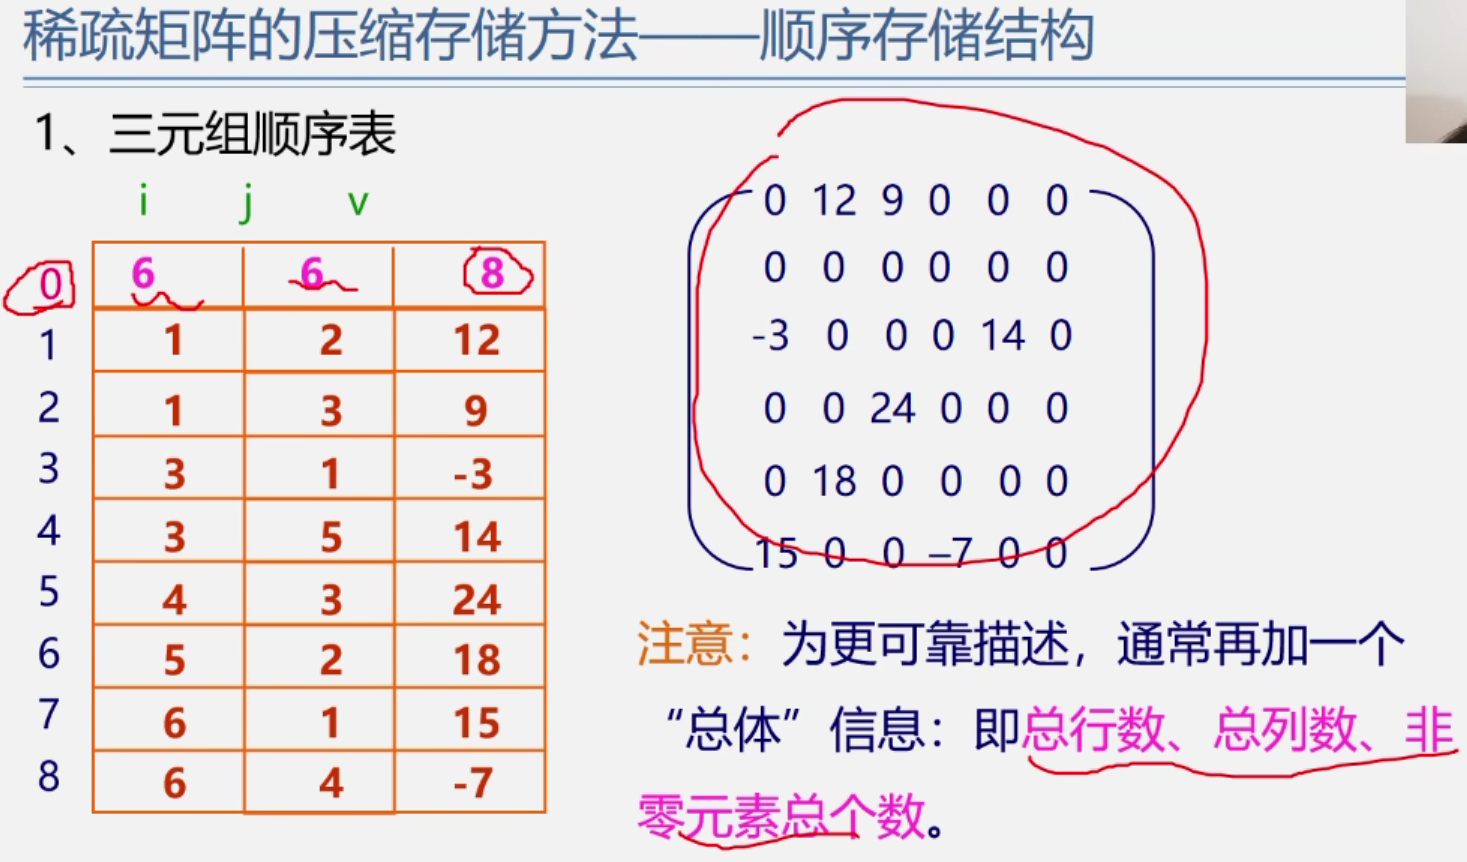 稀疏矩阵的压缩存储方法——顺序存储结构
1、三元组顺序表
i j v
0 6 6 8
1 1 2 12
2 1 3 9
3 3 1 -3
4 3 5 14
5 4 3 24
6 5 2 18
7 6 1 15
8 6 4 -7
0 12 9 0 0 0
0 0 0 0 0 0
-3 0 0 0 14 0
0 0 24 0 0 0
0 18 0 0 0 0
15 0 0 –7 0 0
注意：为更可靠描述，通常再加一个
“总体”信息：即总行数、总列数、非
零元素总个数。